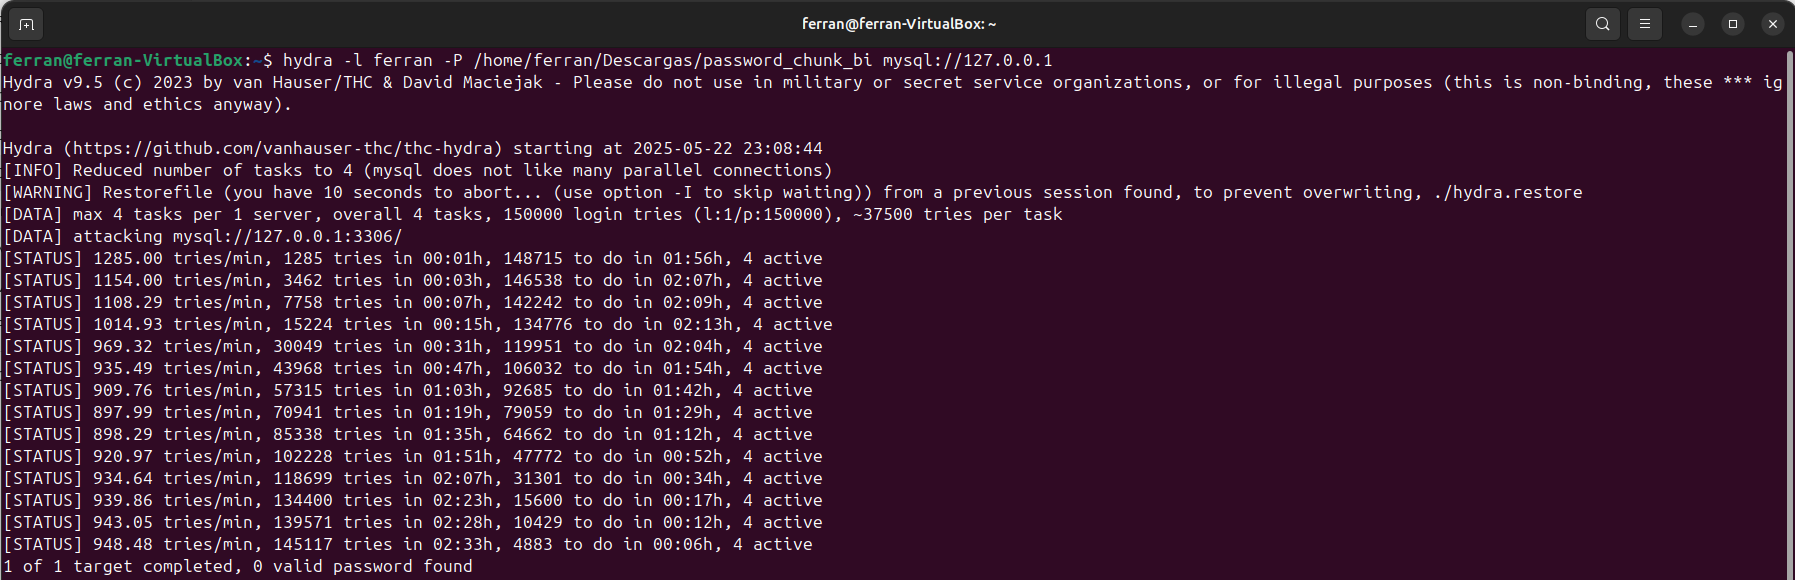 ferran@ferran-VirtualBox: ~
ferran@ferran-VirtualBox:~$ hydra -l ferran -P /home/ferran/Descargas/password_chunk_bi mysql://127.0.0.1
Hydra v9.5 (c) 2023 by van Hauser/THC & David Maciejak - Please do not use in military or secret service organizations, or for illegal purposes (this is non-binding, these *** ig
nore laws and ethics anyway).
Hydra (https://github.com/vanhauser-thc/thc-hydra) starting at 2025-05-22 23:08:44
[INFO] Reduced number of tasks to 4 (mysql does not like many parallel connections)
[WARNING] Restorefile (you have 10 seconds to abort... (use option -I to skip waiting)) from a previous session found, to prevent overwriting, ./hydra.restore
[DATA] max 4 tasks per 1 server, overall 4 tasks, 150000 login tries (l:1/p:150000), ~37500 tries per task
[DATA] attacking mysql://127.0.0.1:3306/
[STATUS] 1285.00 tries/min, 1285 tries in 00:01h, 148715 to do in 01:56h, 4 active
[STATUS] 1154.00 tries/min, 3462 tries in 00:03h, 146538 to do in 02:07h, 4 active
[STATUS] 1108.29 tries/min, 7758 tries in 00:07h, 142242 to do in 02:09h, 4 active
[STATUS] 1014.93 tries/min, 15224 tries in 00:15h, 134776 to do in 02:13h, 4 active
[STATUS] 969.32 tries/min, 30049 tries in 00:31h, 119951 to do in 02:04h, 4 active
[STATUS] 935.49 tries/min, 43968 tries in 00:47h, 106032 to do in 01:54h, 4 active
[STATUS] 909.76 tries/min, 57315 tries in 01:03h, 92685 to do in 01:42h, 4 active
[STATUS] 897.99 tries/min, 70941 tries in 01:19h, 79059 to do in 01:29h, 4 active
[STATUS] 898.29 tries/min, 85338 tries in 01:35h, 64662 to do in 01:12h, 4 active
[STATUS] 920.97 tries/min, 102228 tries in 01:51h, 47772 to do in 00:52h, 4 active
[STATUS] 934.64 tries/min, 118699 tries in 02:07h, 31301 to do in 00:34h, 4 active
[STATUS] 939.86 tries/min, 134400 tries in 02:23h, 15600 to do in 00:17h, 4 active
[STATUS] 943.05 tries/min, 139571 tries in 02:28h, 10429 to do in 00:12h, 4 active
[STATUS] 948.48 tries/min, 145117 tries in 02:33h, 4883 to do in 00:06h, 4 active
1 of 1 target completed, 0 valid password found